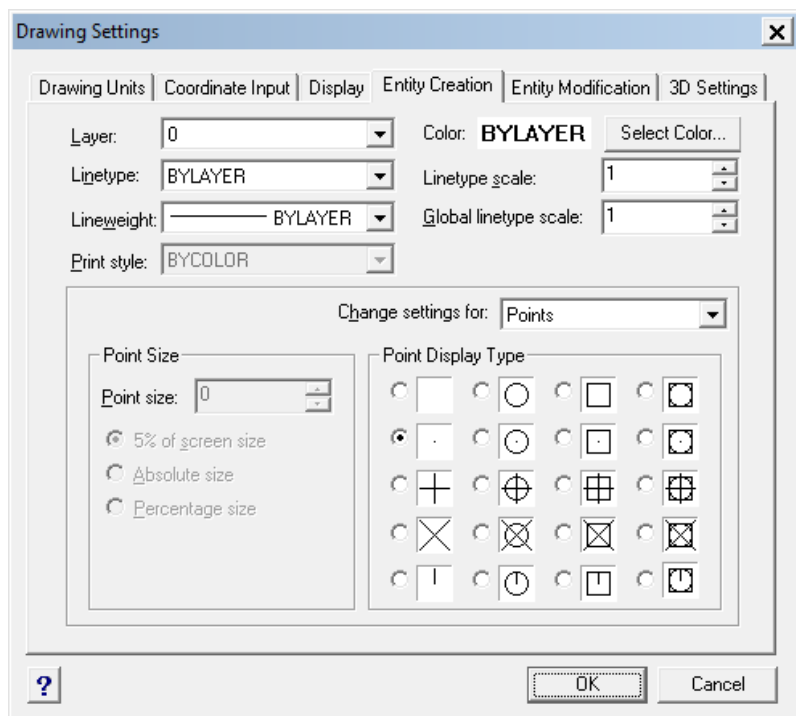 Drawing Settings
Drawing Units Coordinate Input Display Entity Creation Entity Modification 3D Settings
Layer: 0 Color: BYLAYER Select Color...
Linetype: BYLAYER Linetype scale: 1
Lineweight: BYLAYER Global linetype scale: 1
Print style: BYCOLOR
Change settings for: Points
Point Size Point Display Type
Point size: 0
5% of screen size
Absolute size
Percentage size
? OK Cancel